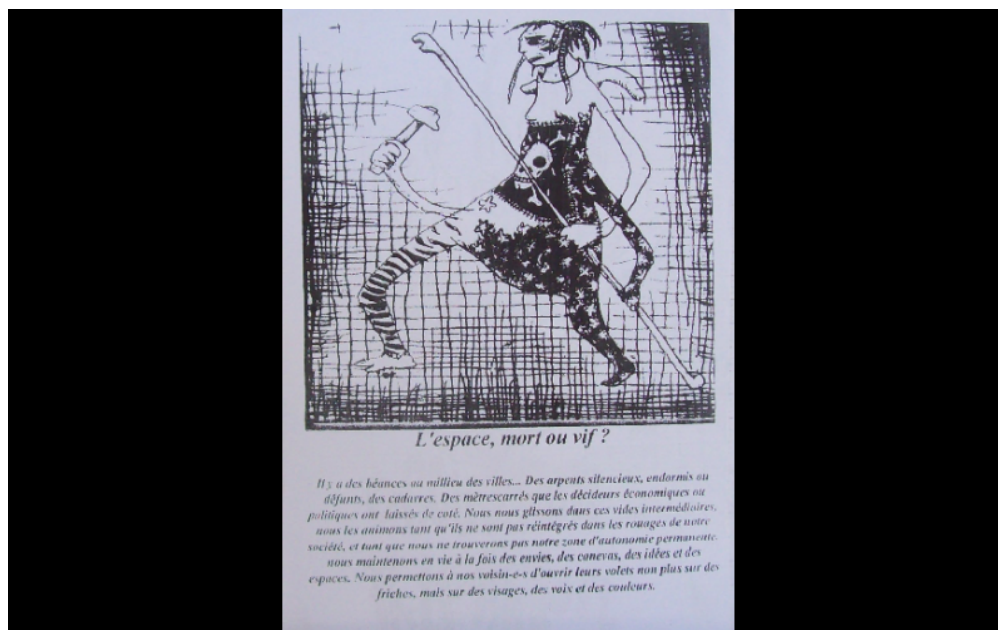 L'espace, mort ou vif ?
Il y a des béances au millieu des villes... Des arpents silencieux, endormis ou
défunts, des cadavres. Des mètrescarrés que les décideurs économiques ou
politiques ont laissés de coté. Nous nous glissons dans ces vides intermédiaires,
nous les animons tant qu'ils ne sont pas réintégrés dans les rouages de notre
société, et tant que nous ne trouverons pas notre zone d'autonomie permanente.
nous maintenons en vie à la fois des envies, des canevas, des idées et des
espaces. Nous permettons à nos voisin-e-s d'ouvrir leurs volets non plus sur des
friches, mais sur des visages, des voix et des couleurs.